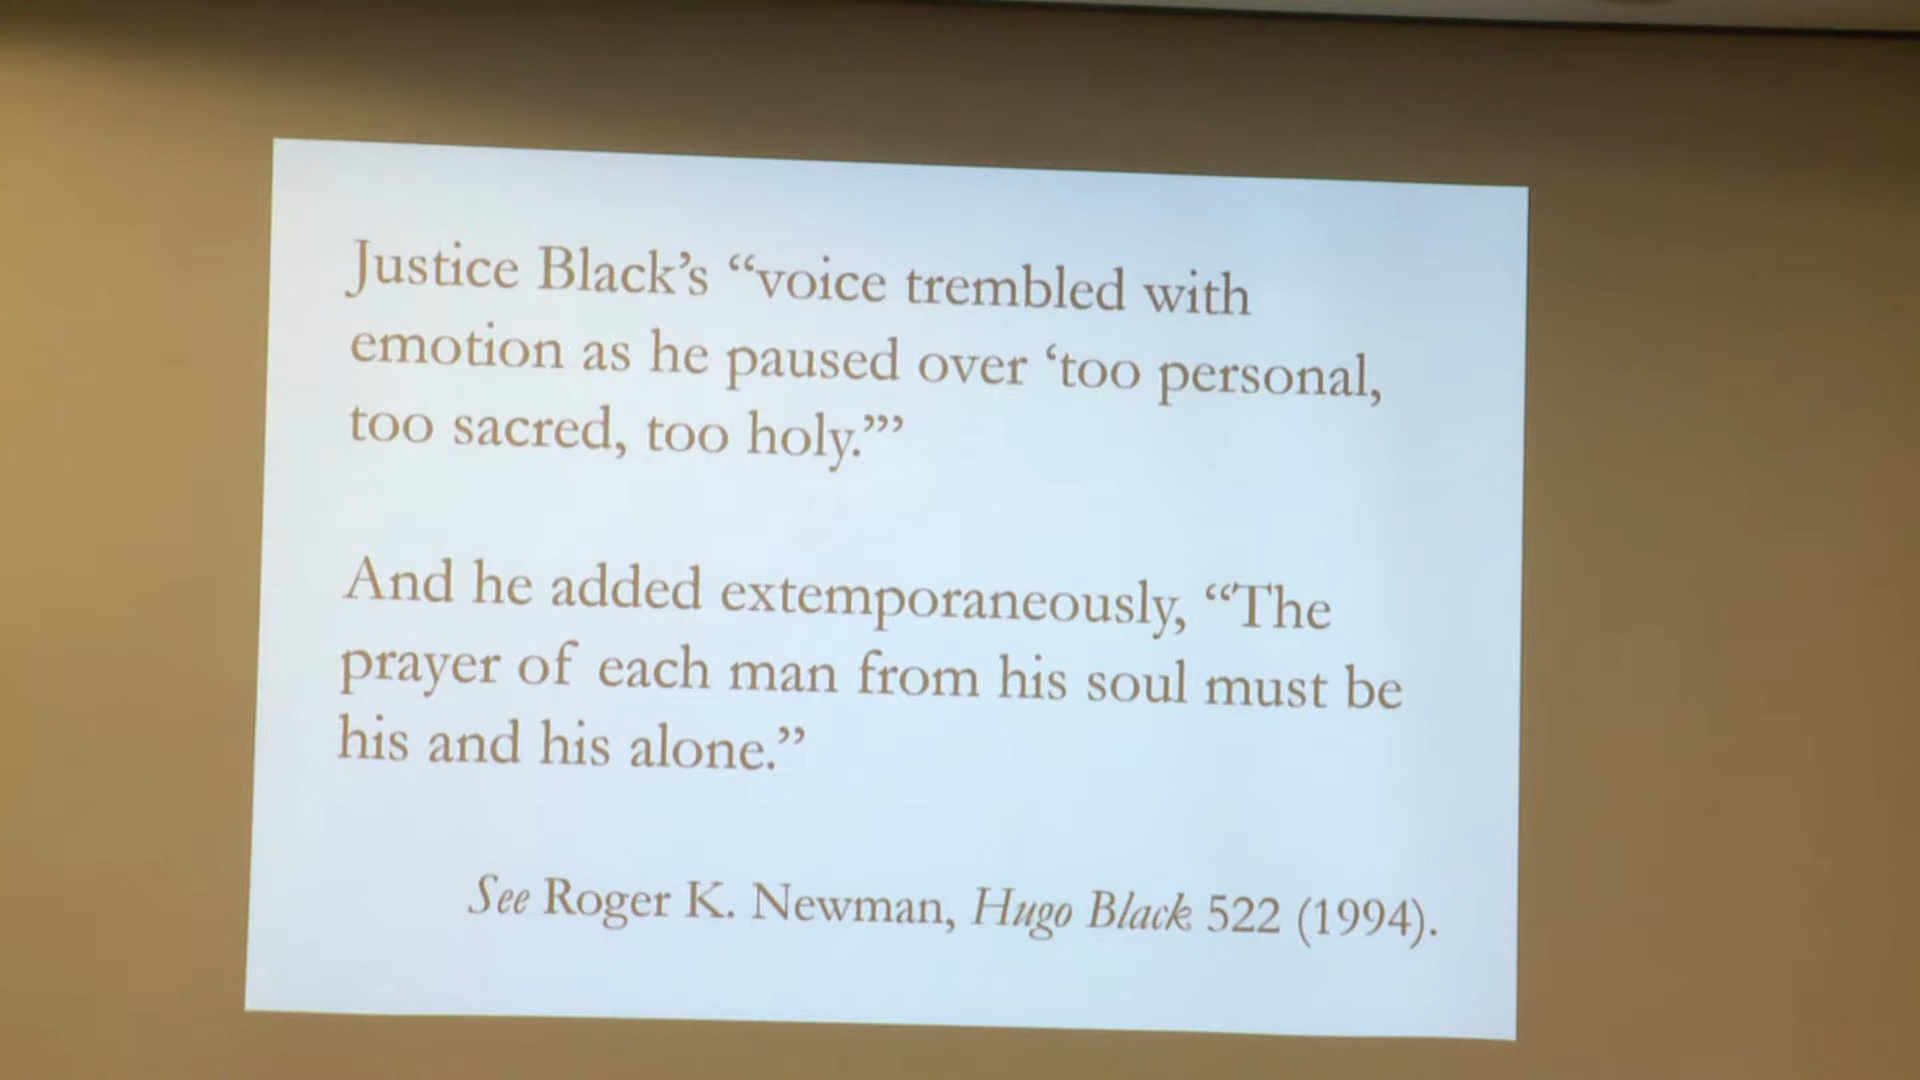 Justice Black’s “voice trembled with
emotion as he paused over ‘too personal,
too sacred, too holy.”’
And he added extemporaneously, “The
prayer of each man from his soul must be
his and his alone.”
See Roger K. Newman, Hugo Black 522 (1994).